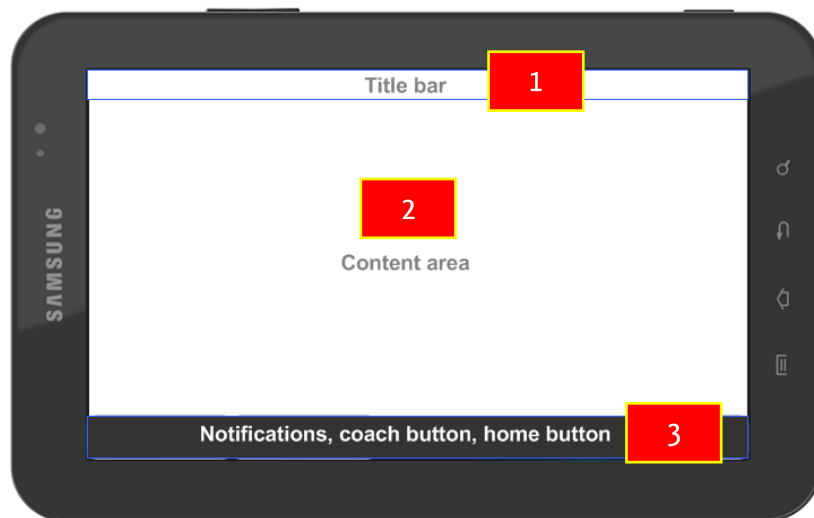 Title bar
1
2
Content area
SAMSUNG
Notifications, coach button, home button
3